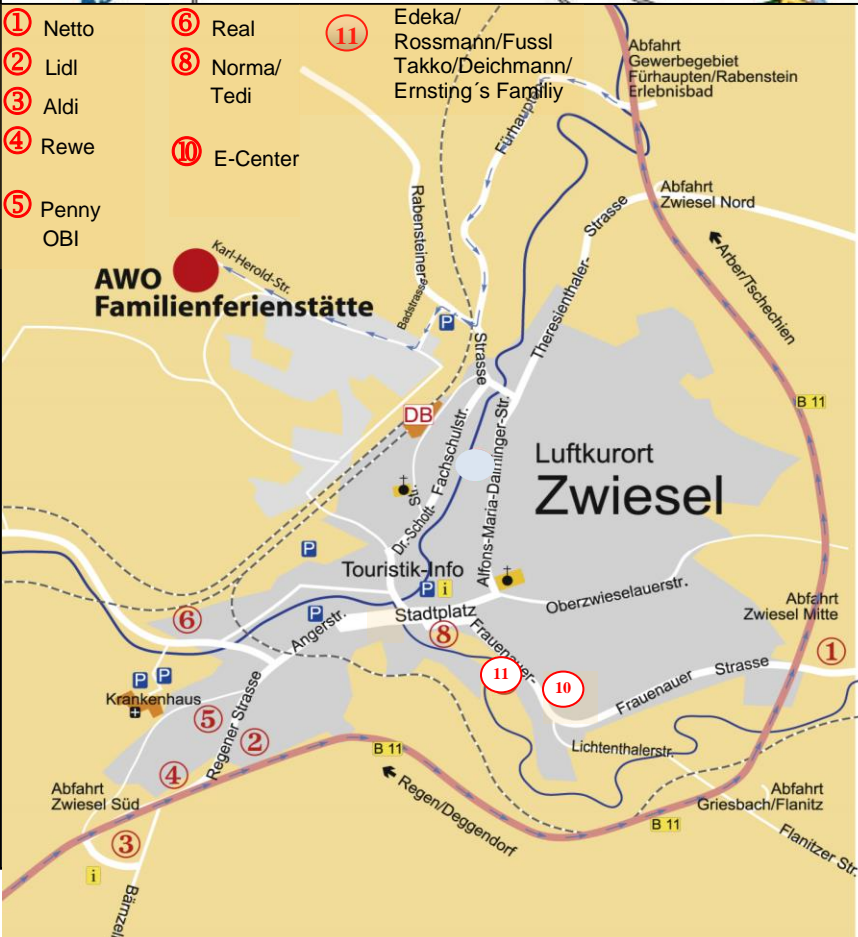 ① Netto
② Lidl
③ Aldi
④ Rewe
⑤ Penny
OBI
⑥ Real
⑧ Norma/
Tedi
⑩ E-Center
11 Edeka/
Rossmann/Fussl
Takko/Deichmann/
Ernsting´s Familiy
Abfahrt
Gewerbegebiet
Fürhaupten/Rabenstein
Erlebnisbad
Fürhaupten
Rabensteiner
Strasse
Abfahrt
Zwiesel Nord
Theresienthaler-
Strasse
Arber/Tschechien
Karl-Herold-Str.
AWO
Familienferienstätte
Badstrasse
P
B 11
DB
Dr.-Schott-
Fachschulstr.
Str.
Alfons-Maria-Daiminger-Str.
Luftkurort
Zwiesel
P
Touristik-Info
P i
Oberzwieselauerstr.
Abfahrt
Zwiesel Mitte
①
⑥
P
Angerstr.
Stadtplatz
⑧
Frauenauer-
11
10
Frauenauer
Strasse
P P
Krankenhaus
⑤
②
④
Regener Strasse
Lichtenthalerstr.
B 11
Regen/Deggendorf
Abfahrt
Zwiesel Süd
Abfahrt
Griesbach/Flanitz
B 11
Flanitzer Str.
③
i